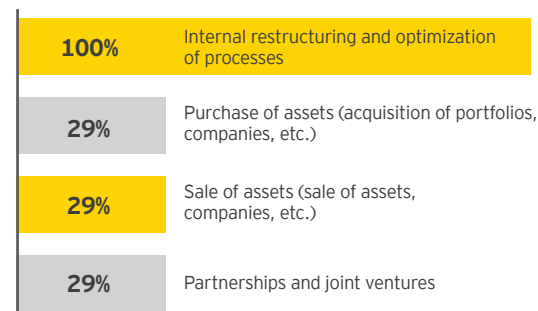 100%
Internal restructuring and optimization
of processes
29%
Purchase of assets (acquisition of portfolios,
companies, etc.)
29%
Sale of assets (sale of assets,
companies, etc.)
29%
Partnerships and joint ventures